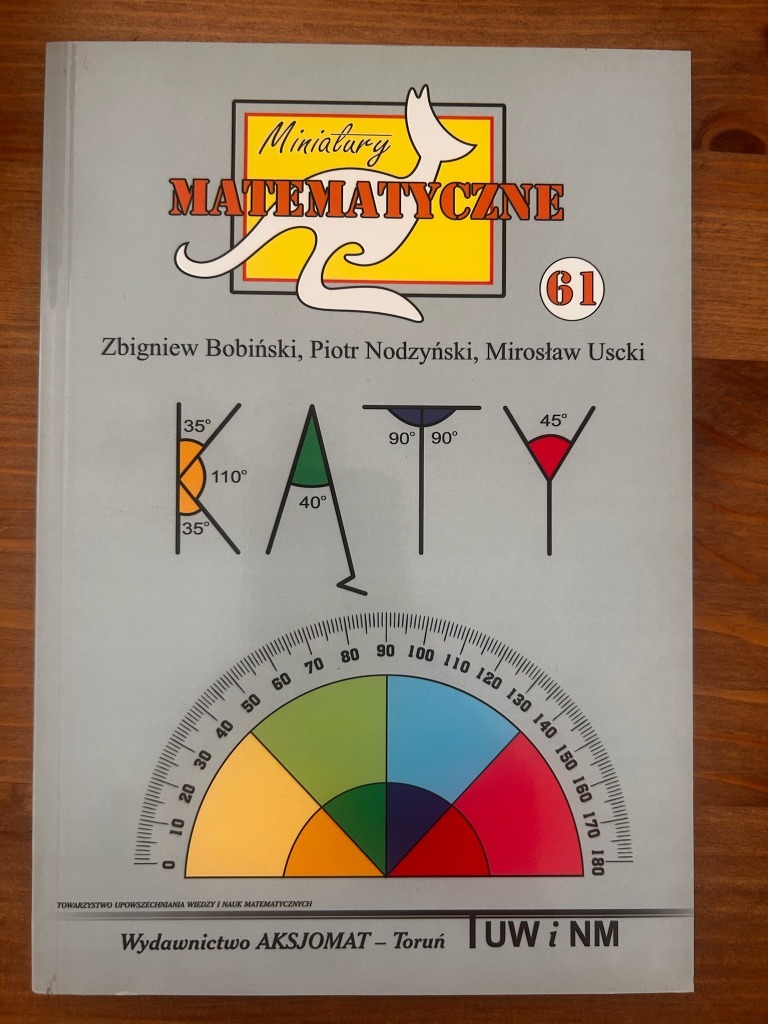 Miniatury
MATEMATYCZNE
61
Zbigniew Bobiński, Piotr Nodzyński, Mirosław Uscki
KĄTY
35° 110° 35°
40°
90° 90°
45°
0 10 20 30 40 50 60 70 80 90 100 110 120 130 140 150 160 170 180
TOWARZYSTWO UPOWSZECHNIANIA WIEDZY I NAUK MATEMATYCZNYCH
Wydawnictwo AKSJOMAT – Toruń TUW i NM